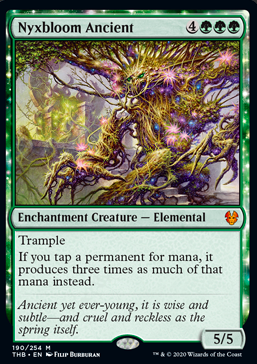 Nyxbloom Ancient 4
Enchantment Creature — Elemental
Trample
If you tap a permanent for mana, it
produces three times as much of that
mana instead.
Ancient yet ever-young, it is wise and
subtle—and cruel and reckless as the
spring itself.
5/5
190/254 M
THB • EN FILIP BURBURAN
™ & © 2020 Wizards of the Coast